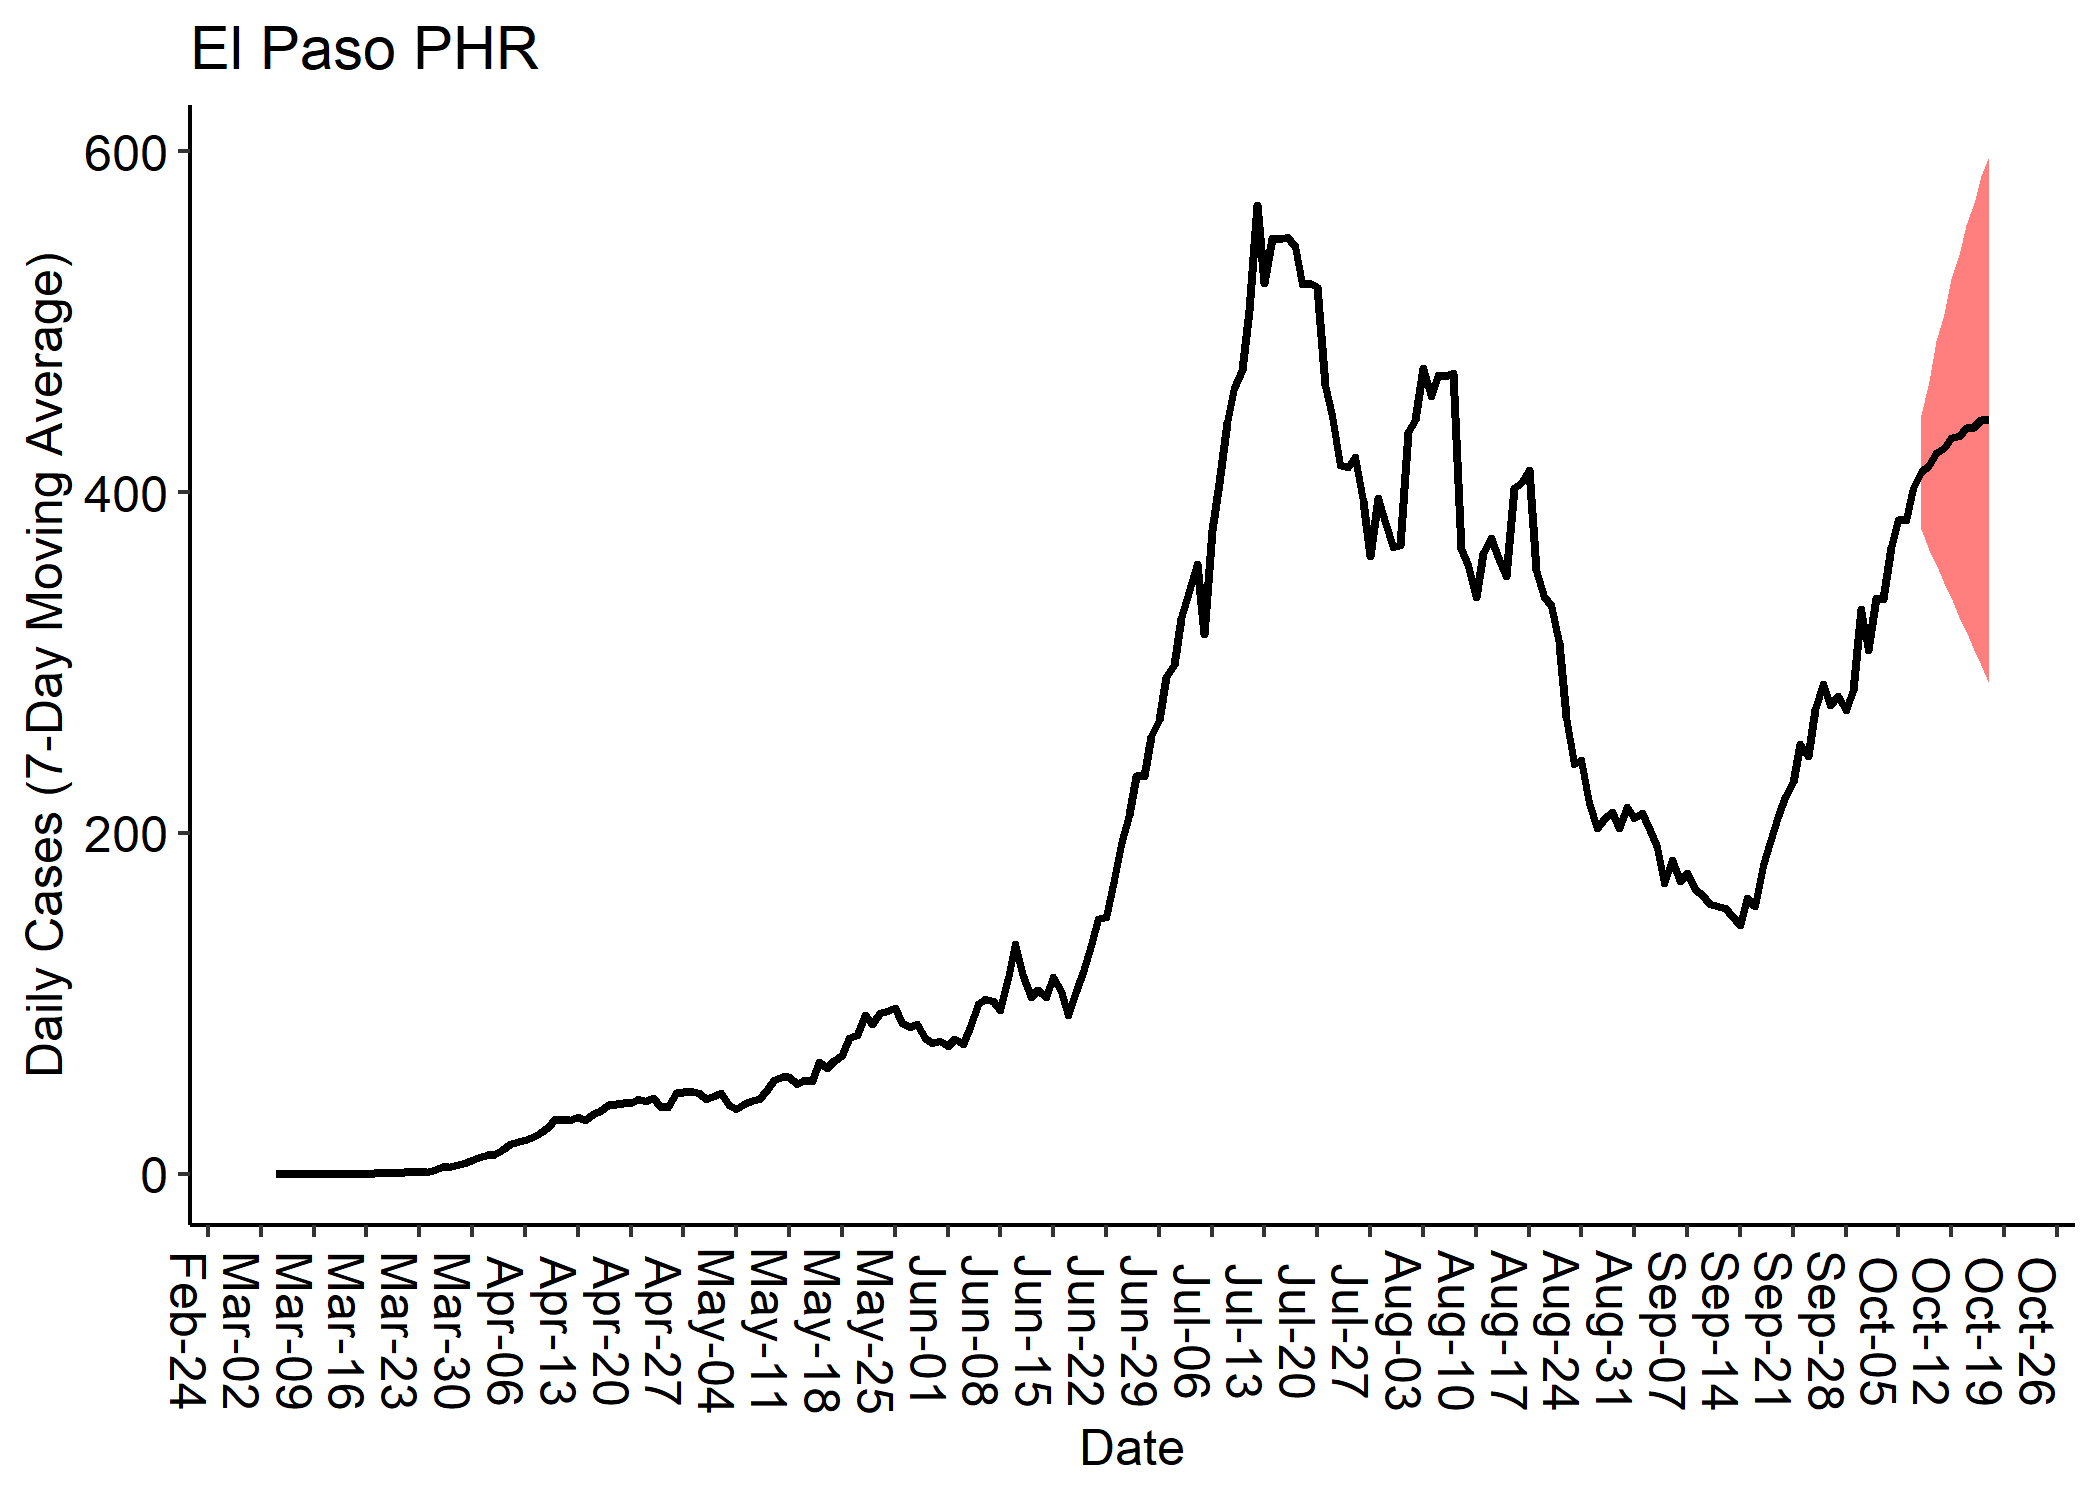 El Paso PHR
Daily Cases (7-Day Moving Average)
600
400
200
0
Feb-24
Mar-02
Mar-09
Mar-16
Mar-23
Mar-30
Apr-06
Apr-13
Apr-20
Apr-27
May-04
May-11
May-18
May-25
Jun-01
Jun-08
Jun-15
Jun-22
Jun-29
Jul-06
Jul-13
Jul-20
Jul-27
Aug-03
Aug-10
Aug-17
Aug-24
Aug-31
Sep-07
Sep-14
Sep-21
Sep-28
Oct-05
Oct-12
Oct-19
Oct-26
Date